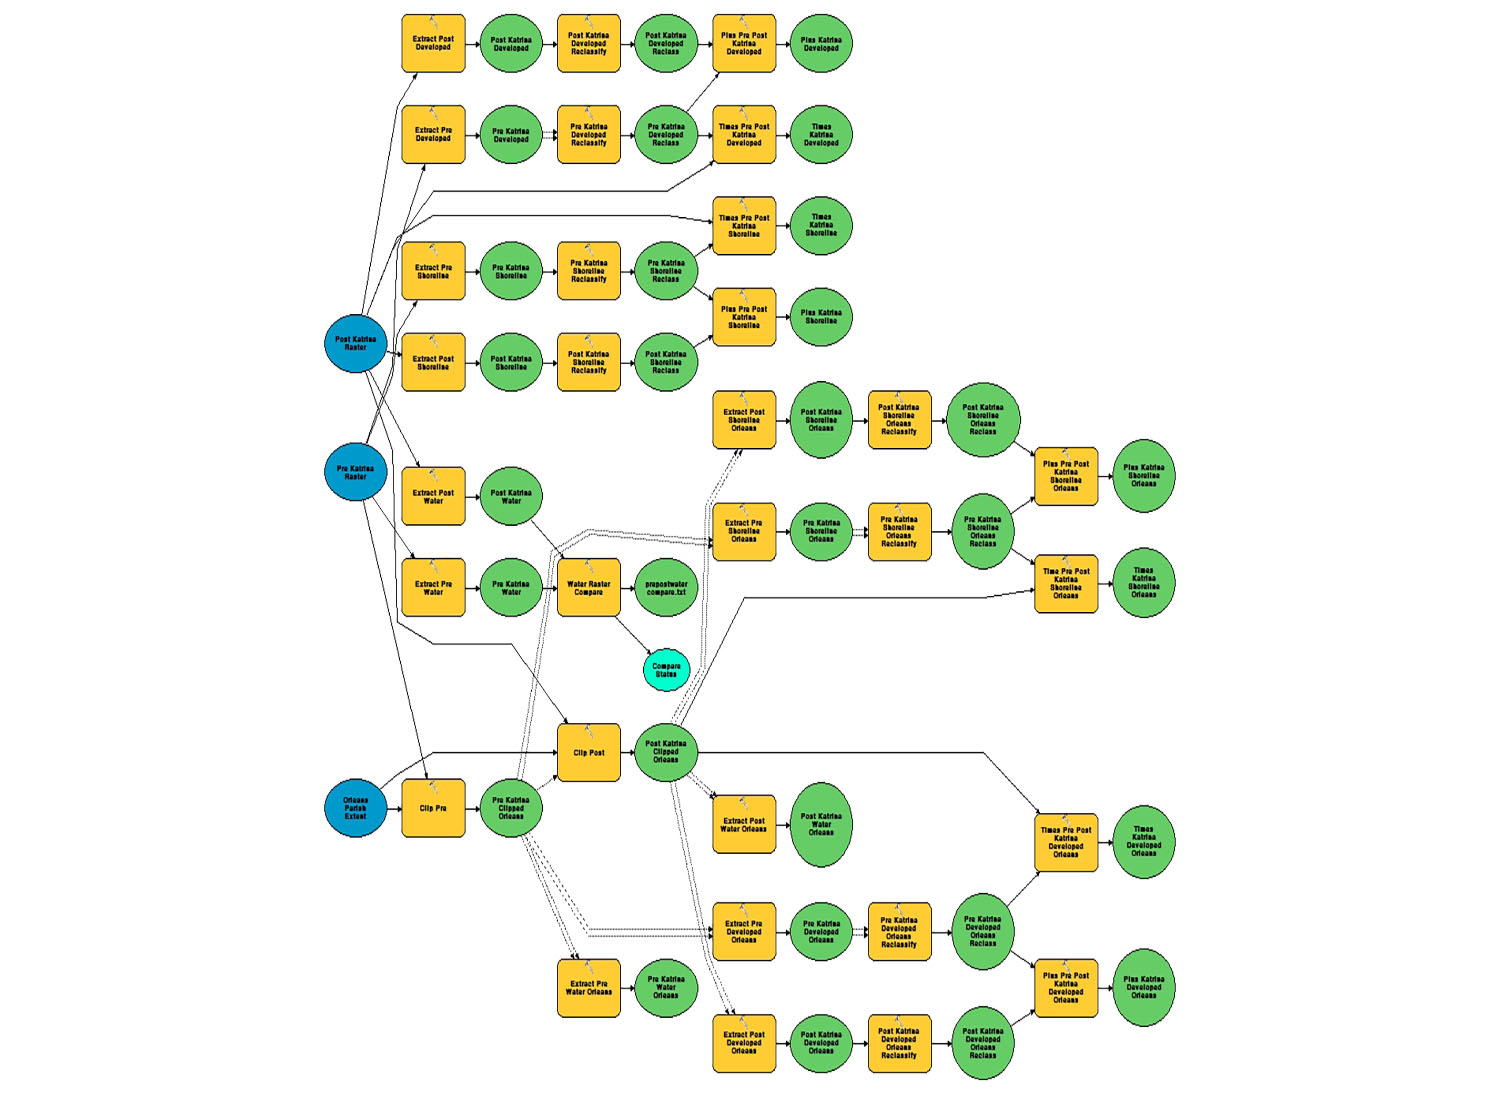 Extract Post
Developed
Post Katrina
Developed
Post Katrina
Developed
Reclassify
Post Katrina
Developed
Reclass
Plus Pre Post
Katrina
Developed
Plus Katrina
Developed
Extract Pre
Developed
Pre Katrina
Developed
Pre Katrina
Developed
Reclassify
Pre Katrina
Developed
Reclass
Times Pre Post
Katrina
Developed
Times
Katrina
Developed
Times Pre Post
Katrina
Shoreline
Times
Katrina
Shoreline
Extract Pre
Shoreline
Pre Katrina
Shoreline
Pre Katrina
Shoreline
Reclassify
Pre Katrina
Shoreline
Reclass
Plus Pre Post
Katrina
Shoreline
Plus Katrina
Shoreline
Post Katrina
Raster
Extract Post
Shoreline
Post Katrina
Shoreline
Post Katrina
Shoreline
Reclassify
Post Katrina
Shoreline
Reclass
Extract Post
Shoreline
Orleans
Post Katrina
Shoreline
Orleans
Post Katrina
Shoreline
Orleans
Reclassify
Post Katrina
Shoreline
Orleans
Reclass
Pre Katrina
Raster
Plus Pre Post
Katrina
Shoreline
Orleans
Plus Katrina
Shoreline
Orleans
Extract Post
Water
Post Katrina
Water
Extract Pre
Shoreline
Orleans
Pre Katrina
Shoreline
Orleans
Pre Katrina
Shoreline
Orleans
Reclassify
Pre Katrina
Shoreline
Orleans
Reclass
Extract Pre
Water
Pre Katrina
Water
Water Raster
Compare
prepostwater
compare.txt
Time Pre Post
Katrina
Shoreline
Orleans
Times
Katrina
Shoreline
Orleans
Compare
Status
Clip Post
Post Katrina
Clipped
Orleans
Orleans
Parish
Extent
Clip Pre
Pre Katrina
Clipped
Orleans
Extract Post
Water Orleans
Post Katrina
Water
Orleans
Times Pre Post
Katrina
Developed
Orleans
Times
Katrina
Developed
Orleans
Extract Pre
Developed
Orleans
Pre Katrina
Developed
Orleans
Pre Katrina
Developed
Orleans
Reclassify
Pre Katrina
Developed
Orleans
Reclass
Extract Pre
Water Orleans
Pre Katrina
Water
Orleans
Plus Pre Post
Katrina
Developed
Orleans
Plus Katrina
Developed
Orleans
Extract Post
Developed
Orleans
Post Katrina
Developed
Orleans
Post Katrina
Developed
Orleans
Reclassify
Post Katrina
Developed
Orleans
Reclass